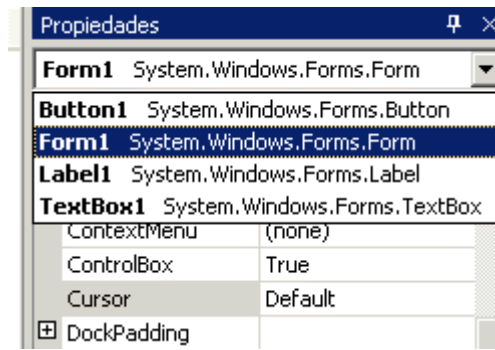 Propiedades
Form1 System.Windows.Forms.Form
Button1 System.Windows.Forms.Button
Form1 System.Windows.Forms.Form
Label1 System.Windows.Forms.Label
TextBox1 System.Windows.Forms.TextBox
ContextMenu (none)
ControlBox True
Cursor Default
DockPadding